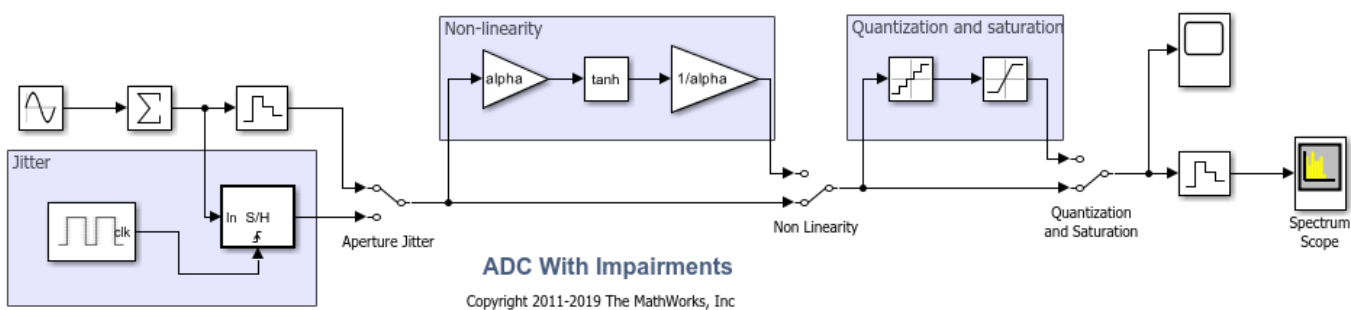 Non-linearity
alpha
tanh
1/alpha
Quantization and saturation
Jitter
clk
In S/H
Aperture Jitter
Non Linearity
Quantization
and Saturation
Spectrum
Scope
ADC With Impairments
Copyright 2011-2019 The MathWorks, Inc